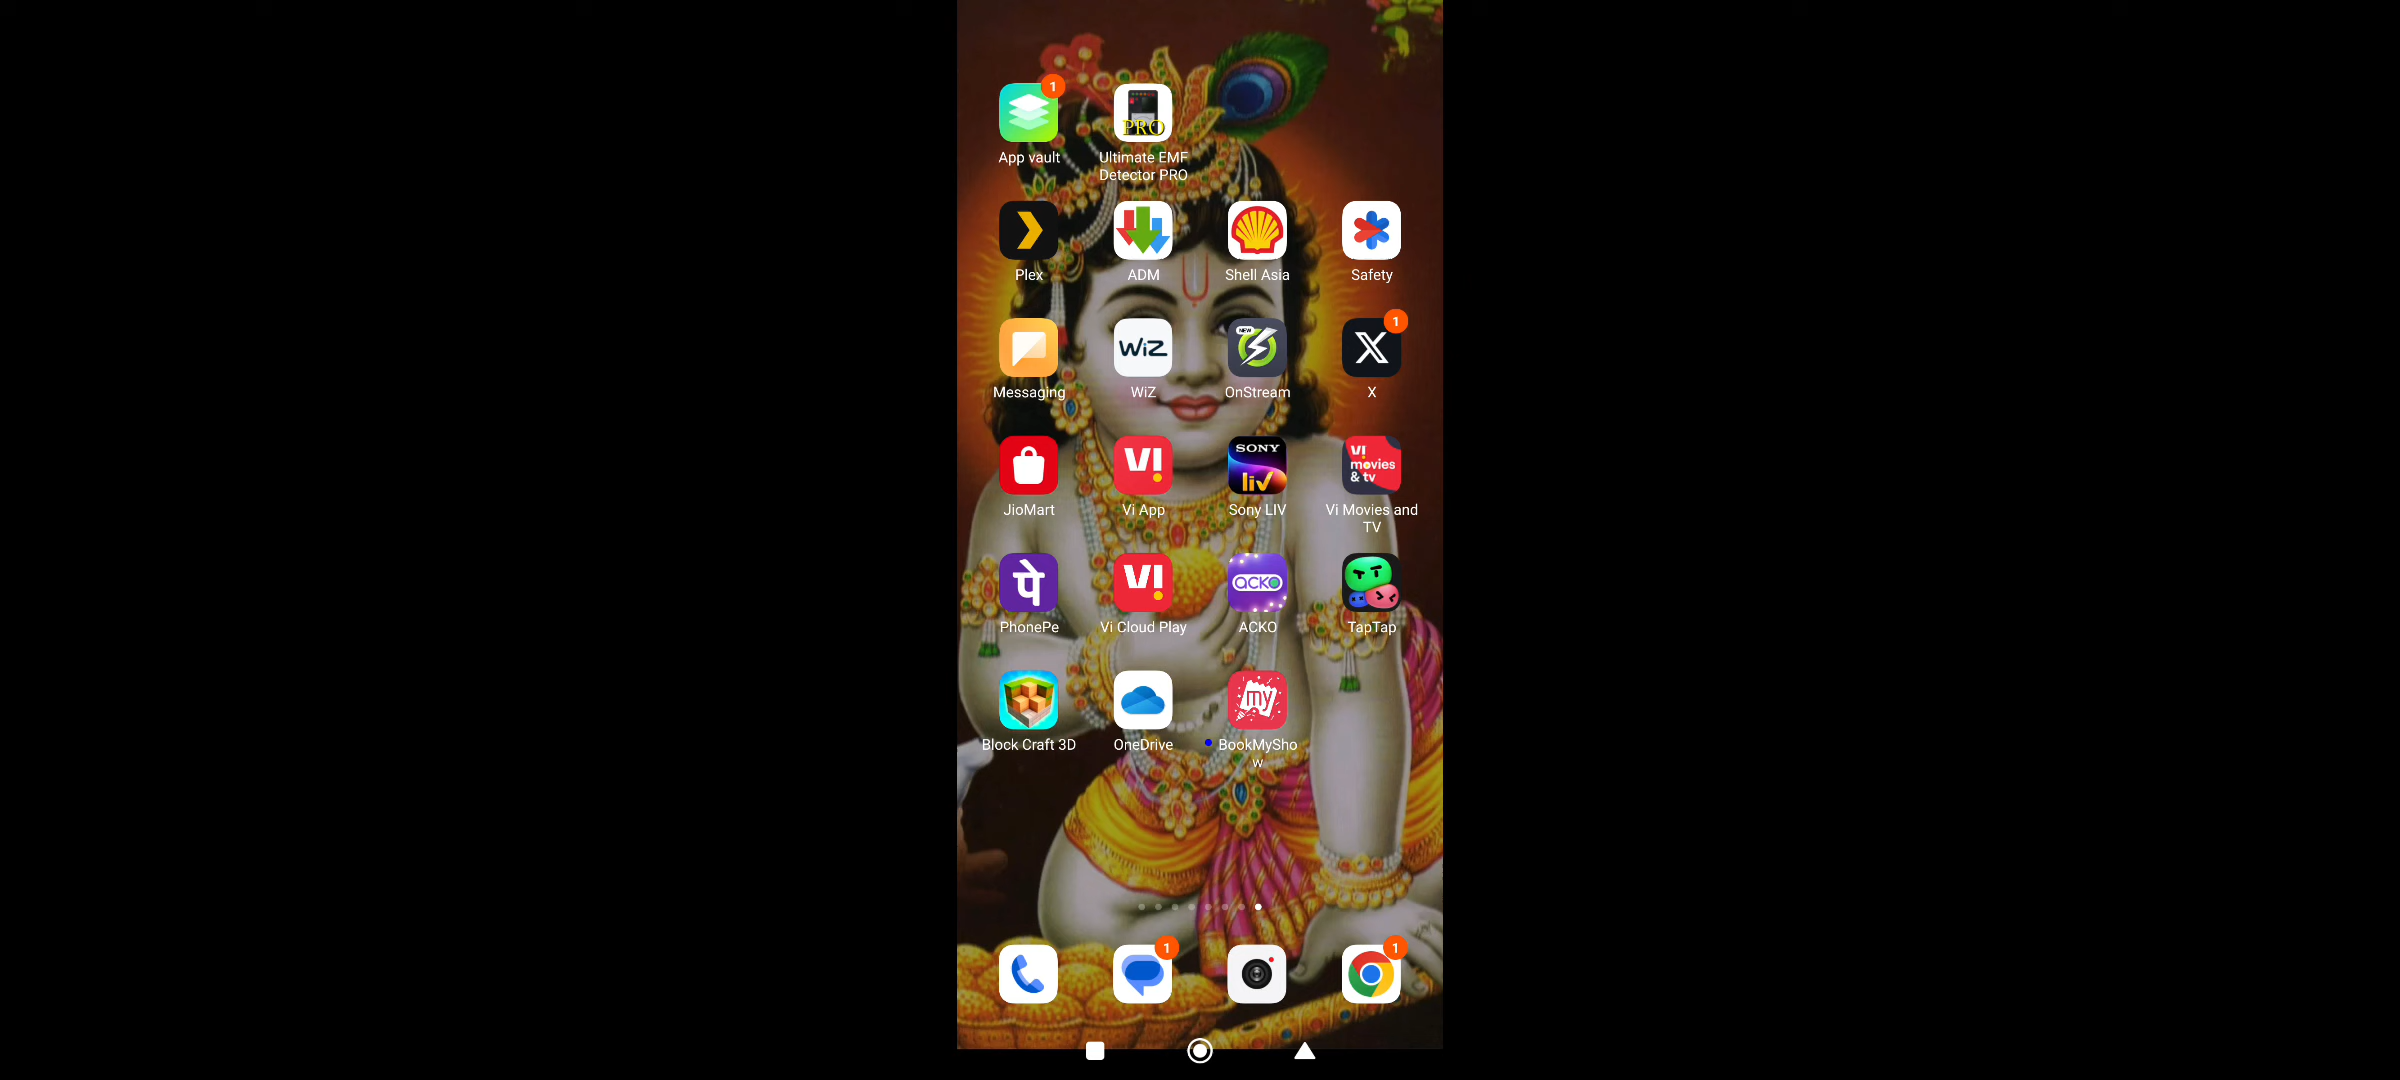 1
PRO
App vault
Ultimate EMF
Detector PRO
Plex
ADM
Shell Asia
Safety
NEW
1
WiZ
X
Messaging
WiZ
OnStream
X
VI
SONY
liv
VI
movies
& tv
JioMart
Vi App
Sony LIV
Vi Movies and
TV
पे
VI
ACKO
PhonePe
Vi Cloud Play
ACKO
TapTap
my
Block Craft 3D
OneDrive
BookMySho
w
1
1